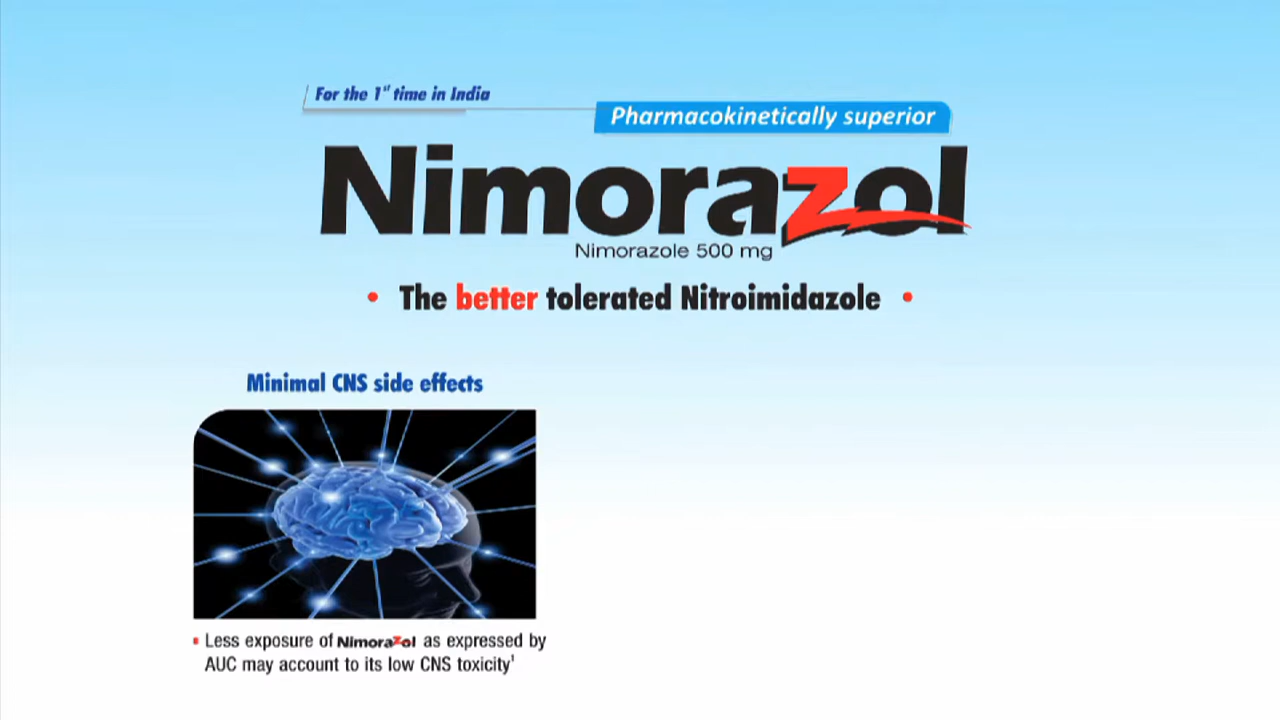 For the 1st time in India
Pharmacokinetically superior
Nimorazol
Nimorazole 500 mg
• The better tolerated Nitroimidazole •
Minimal CNS side effects
• Less exposure of Nimorazol as expressed by
AUC may account to its low CNS toxicity¹